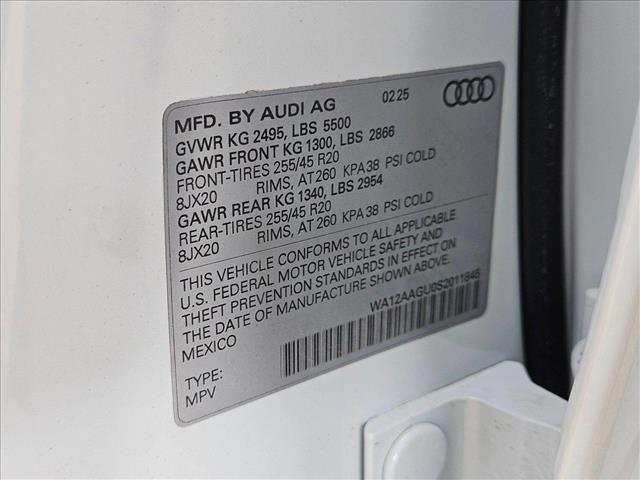 MFD. BY AUDI AG 02 25
GVWR KG 2495, LBS 5500
GAWR FRONT KG 1300, LBS 2866
FRONT-TIRES 255/45 R20
8JX20 RIMS, AT 260 KPA 38 PSI COLD
GAWR REAR KG 1340, LBS 2954
REAR-TIRES 255/45 R20
8JX20 RIMS, AT 260 KPA 38 PSI COLD
THIS VEHICLE CONFORMS TO ALL APPLICABLE
U.S. FEDERAL MOTOR VEHICLE SAFETY AND
THEFT PREVENTION STANDARDS IN EFFECT ON
THE DATE OF MANUFACTURE SHOWN ABOVE.
MEXICO WA12AAGU0S2011846
TYPE:
MPV